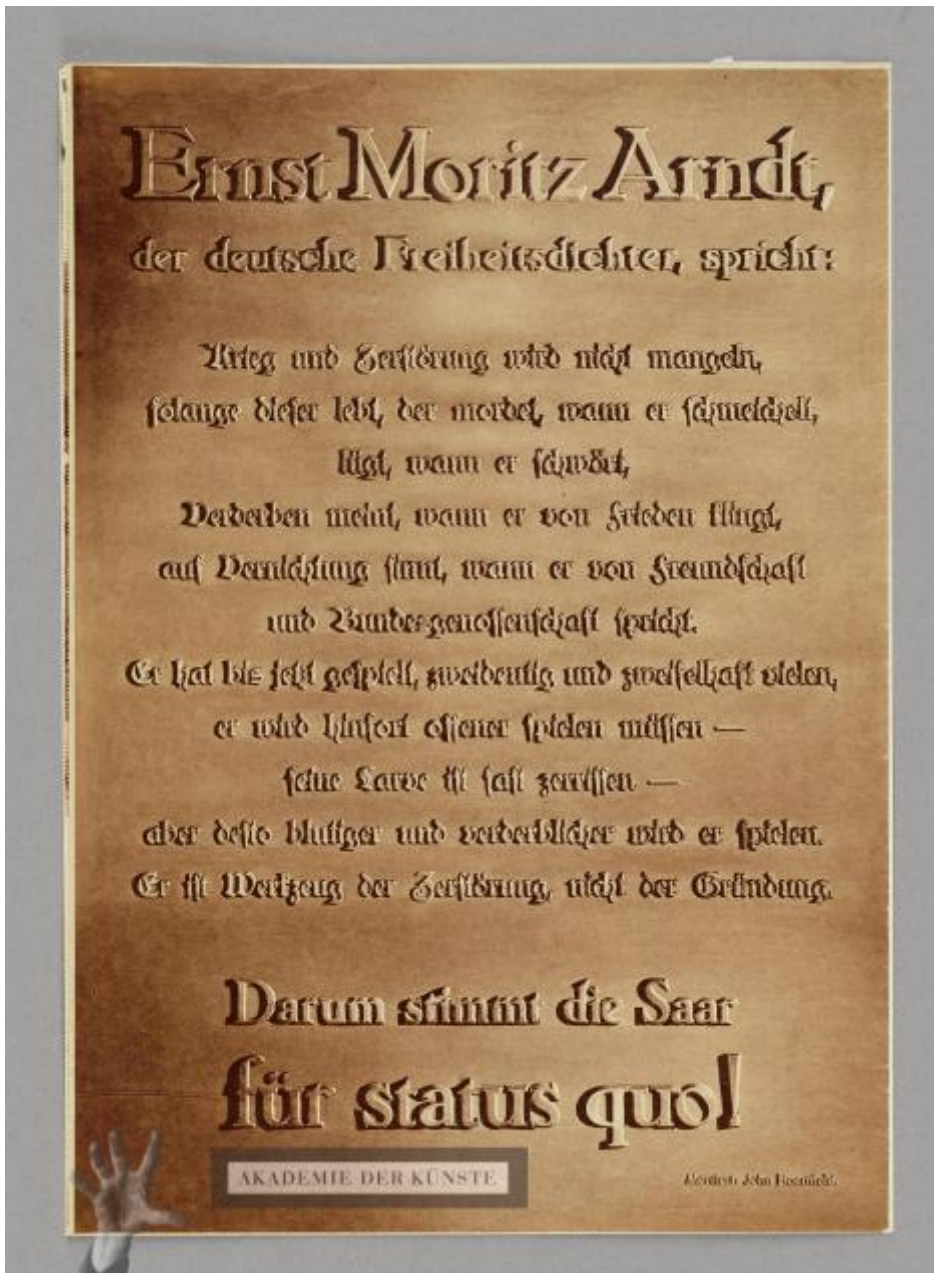 Ernst Moritz Arndt,
der deutsche Freiheitsdichter, spricht:
Krieg und Zerstörung wird nicht mangeln,
solange dieser lebt, der mordet, wann er schmeichelt,
lügt, wann er schwört,
Verderben meint, wann er von Frieden klingt,
auf Vernichtung sinnt, wann er von Freundschaft
und Bundesgenossenschaft spricht.
Er hat bis jetzt gespielt, zweideutig und zweifelhaft vielen,
er wird hinfort offener spielen müssen —
seine Larve ist fast zerrissen —
aber desto blutiger und verderblicher wird er spielen.
Er ist Werkzeug der Zerstörung, nicht der Gründung.
Darum stimmt die Saar
für status quo!
AKADEMIE DER KÜNSTE
John Heartfield.